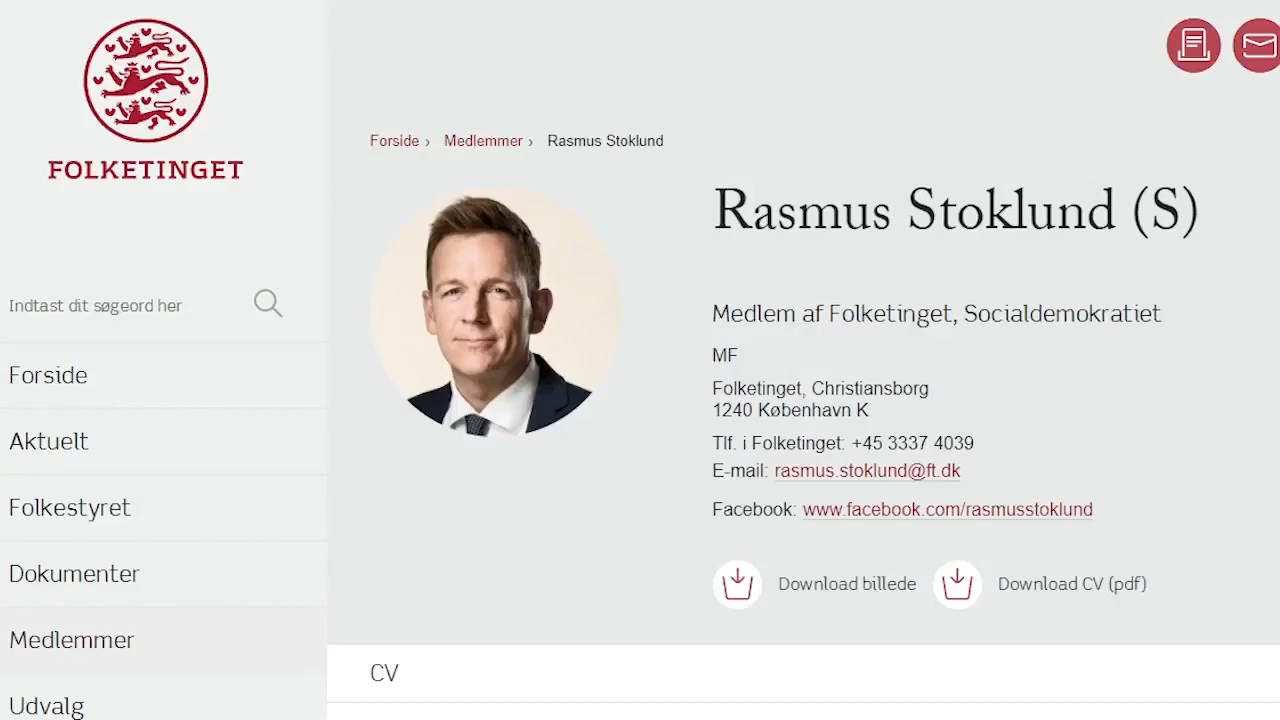 FOLKETINGET
Indtast dit søgeord her
Forside
Aktuelt
Folkestyret
Dokumenter
Medlemmer
Udvalg
Forside › Medlemmer › Rasmus Stoklund
Rasmus Stoklund (S)
Medlem af Folketinget, Socialdemokratiet
MF
Folketinget, Christiansborg
1240 København K
Tlf. i Folketinget: +45 3337 4039
E-mail: rasmus.stoklund@ft.dk
Facebook: www.facebook.com/rasmusstoklund
Download billede Download CV (pdf)
CV